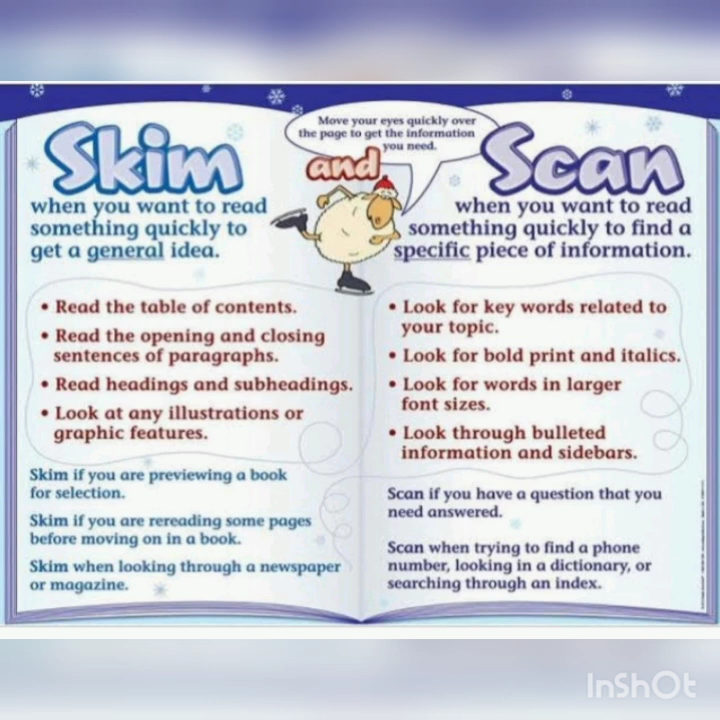 Move your eyes quickly over
the page to get the information
you need.
Skim
and
Scan
when you want to read
something quickly to
get a general idea.
• Read the table of contents.
• Read the opening and closing
sentences of paragraphs.
• Read headings and subheadings.
• Look at any illustrations or
graphic features.
Skim if you are previewing a book
for selection.
Skim if you are rereading some pages
before moving on in a book.
Skim when looking through a newspaper
or magazine.
when you want to read
something quickly to find a
specific piece of information.
• Look for key words related to
your topic.
• Look for bold print and italics.
• Look for words in larger
font sizes.
• Look through bulleted
information and sidebars.
Scan if you have a question that you
need answered.
Scan when trying to find a phone
number, looking in a dictionary, or
searching through an index.
InShOt